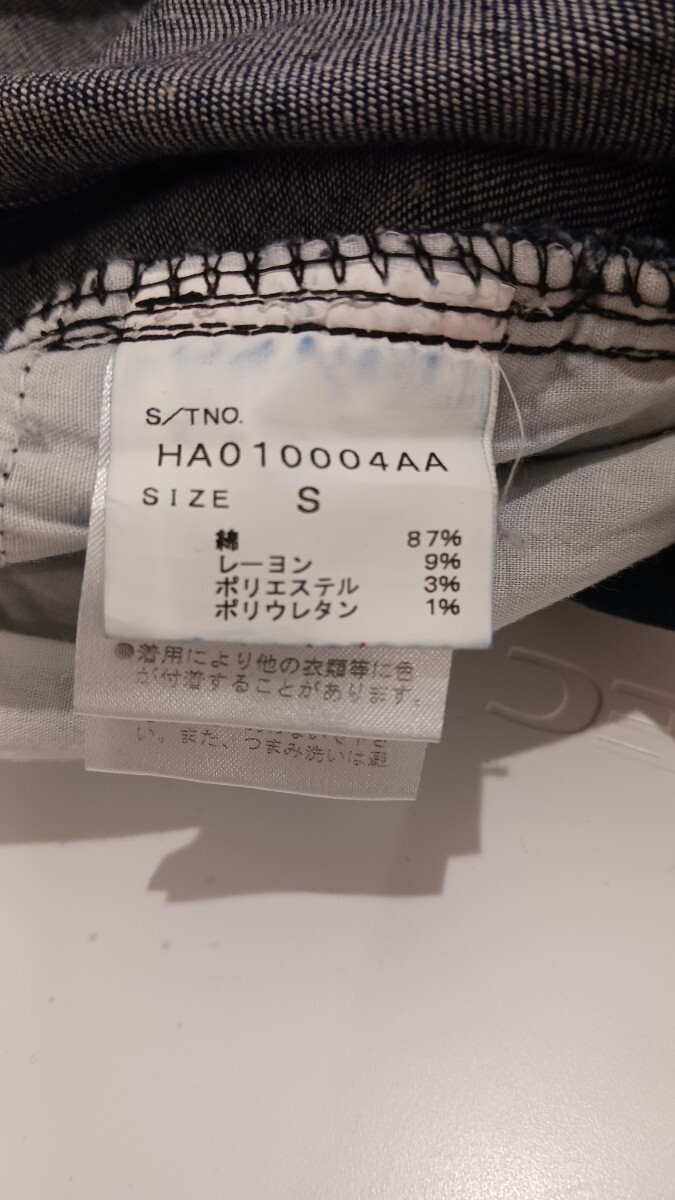 S/TNO.
HA010004AA
SIZE S
綿 87%
レーヨン 9%
ポリエステル 3%
ポリウレタン 1%
着用により他の衣類等に色
が付着することがあります。
い。また、つまみ洗いは避